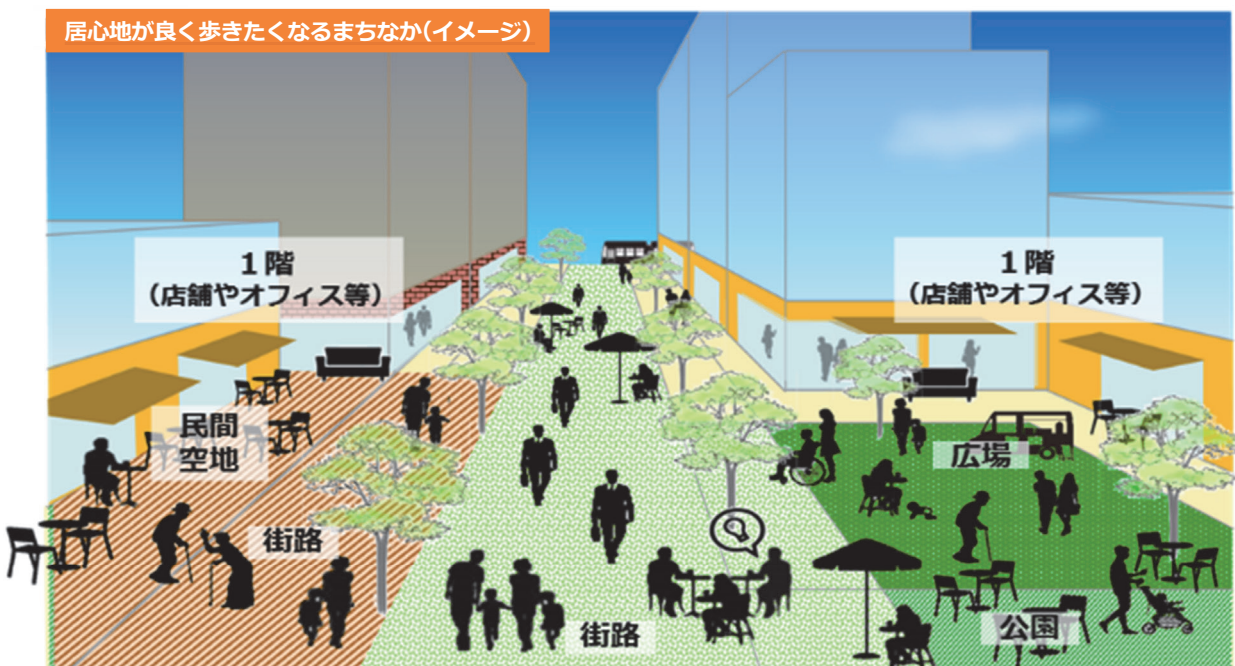 居心地が良く歩きたくなるまちなか(イメージ)
1階
(店舗やオフィス等)
1階
(店舗やオフィス等)
民間
空地
広場
街路
街路
公園